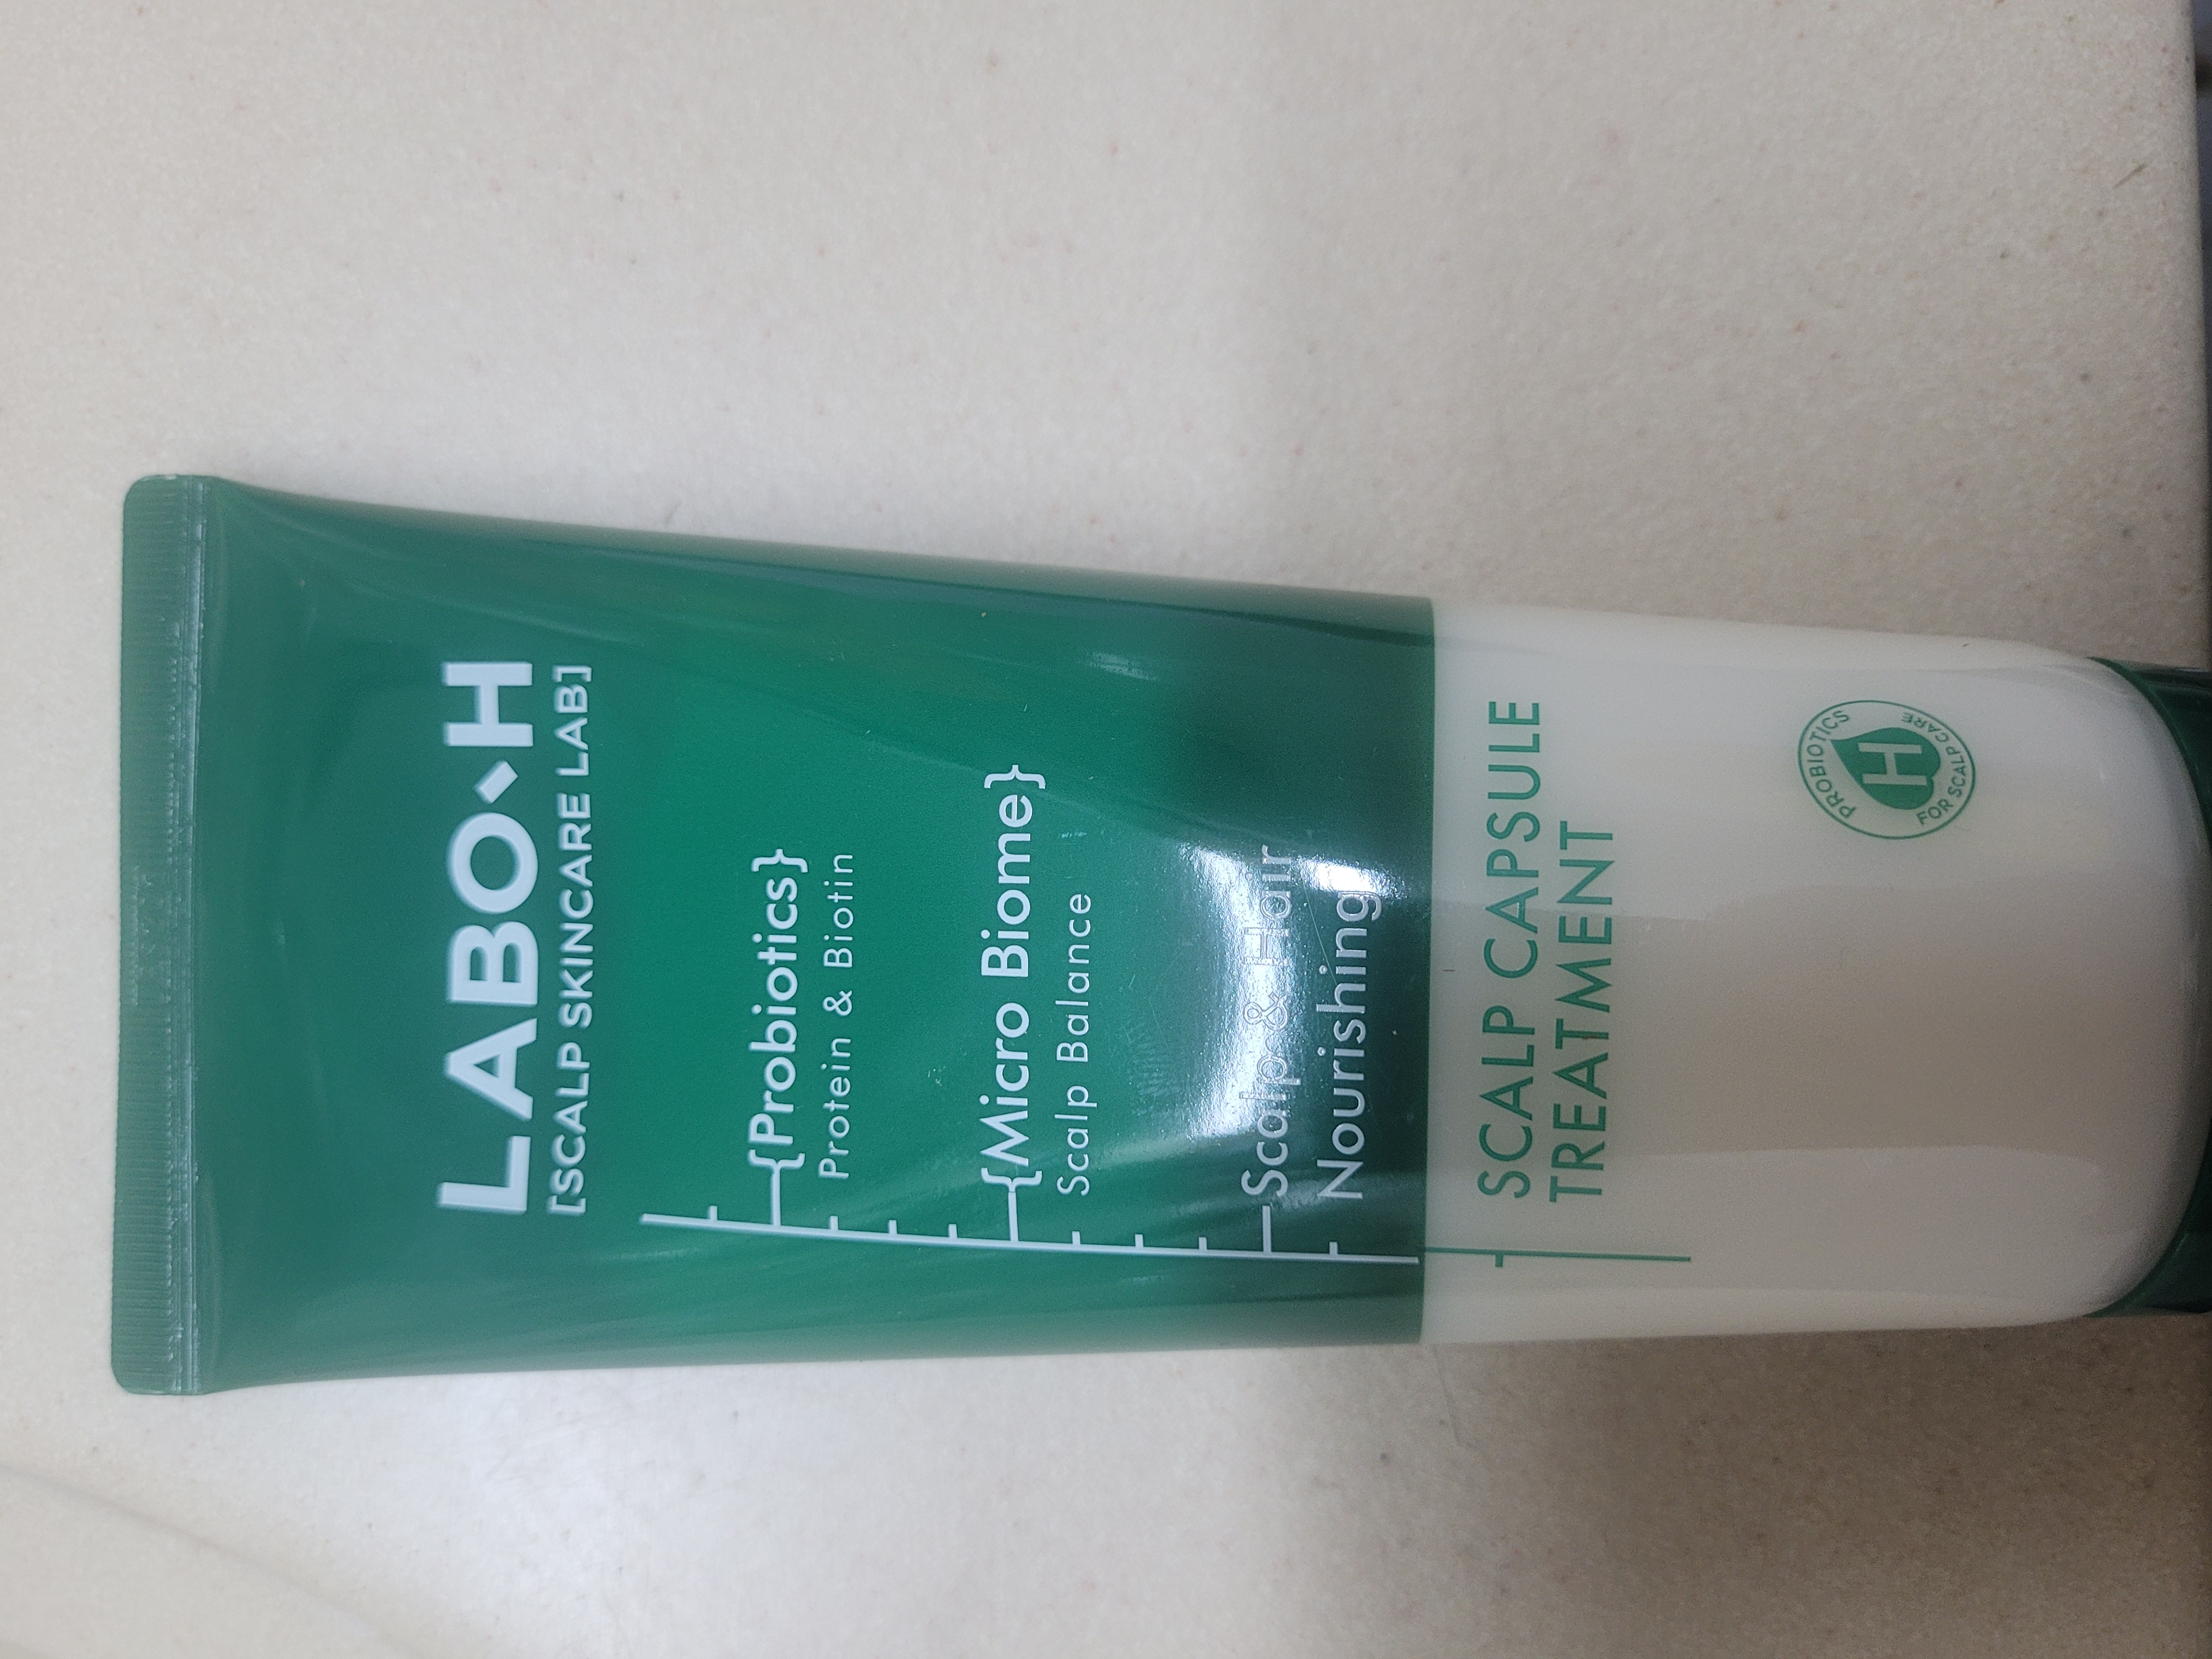 LABO◆H
[SCALP SKINCARE LAB]
{Probiotics}
Protein & Biotin
{Micro Biome}
Scalp Balance
Scalp & Hair
Nourishing
SCALP CAPSULE
TREATMENT
PROBIOTICS
H
FOR SCALP CARE